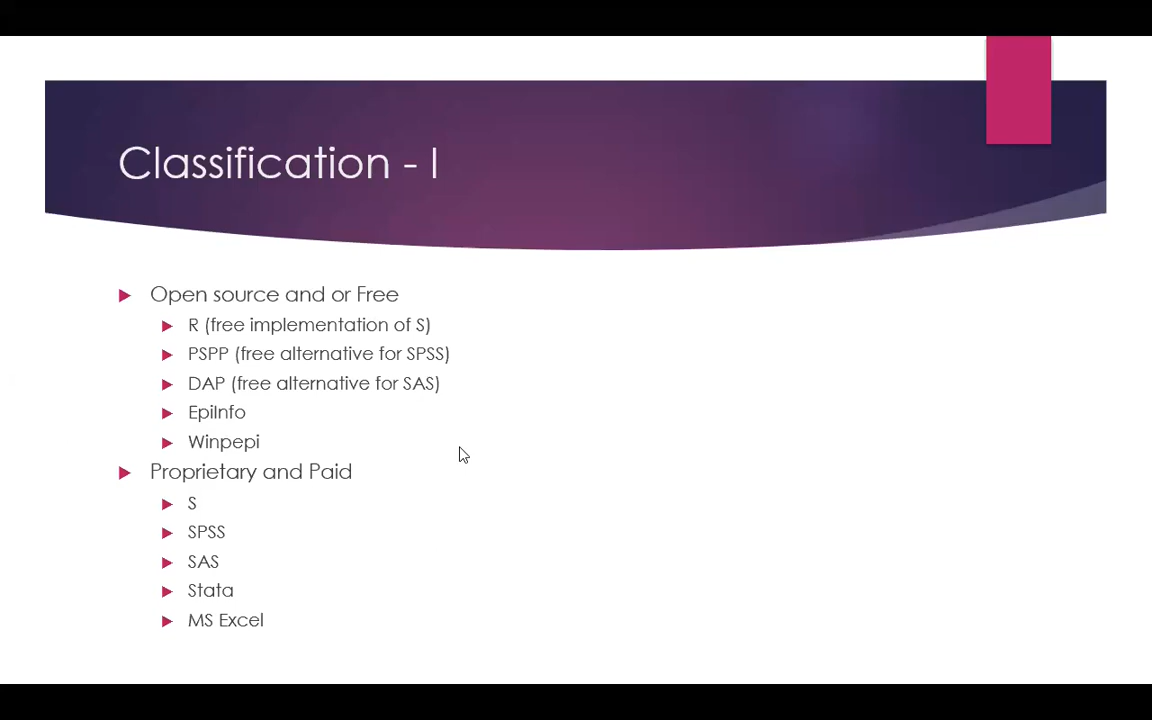 Classification - I
Open source and or Free
R (free implementation of S)
PSPP (free alternative for SPSS)
DAP (free alternative for SAS)
EpiInfo
Winpepi
Proprietary and Paid
S
SPSS
SAS
Stata
MS Excel